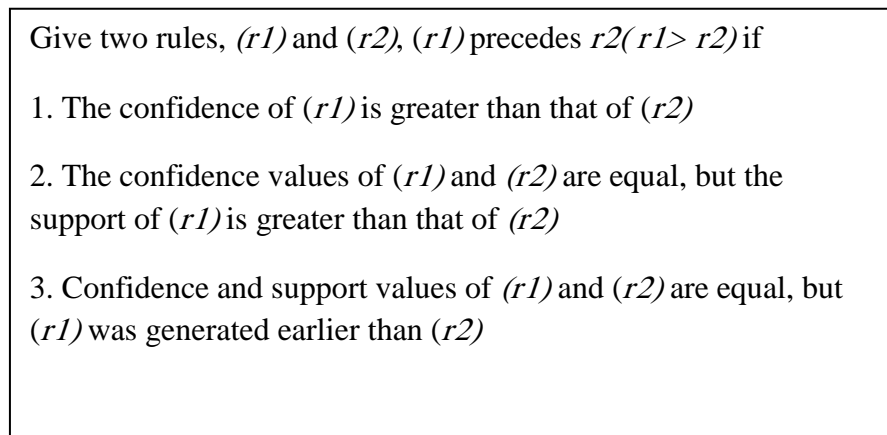 Give two rules, (r1) and (r2), (r1) precedes r2( r1> r2) if
1. The confidence of (r1) is greater than that of (r2)
2. The confidence values of (r1) and (r2) are equal, but the
support of (r1) is greater than that of (r2)
3. Confidence and support values of (r1) and (r2) are equal, but
(r1) was generated earlier than (r2)